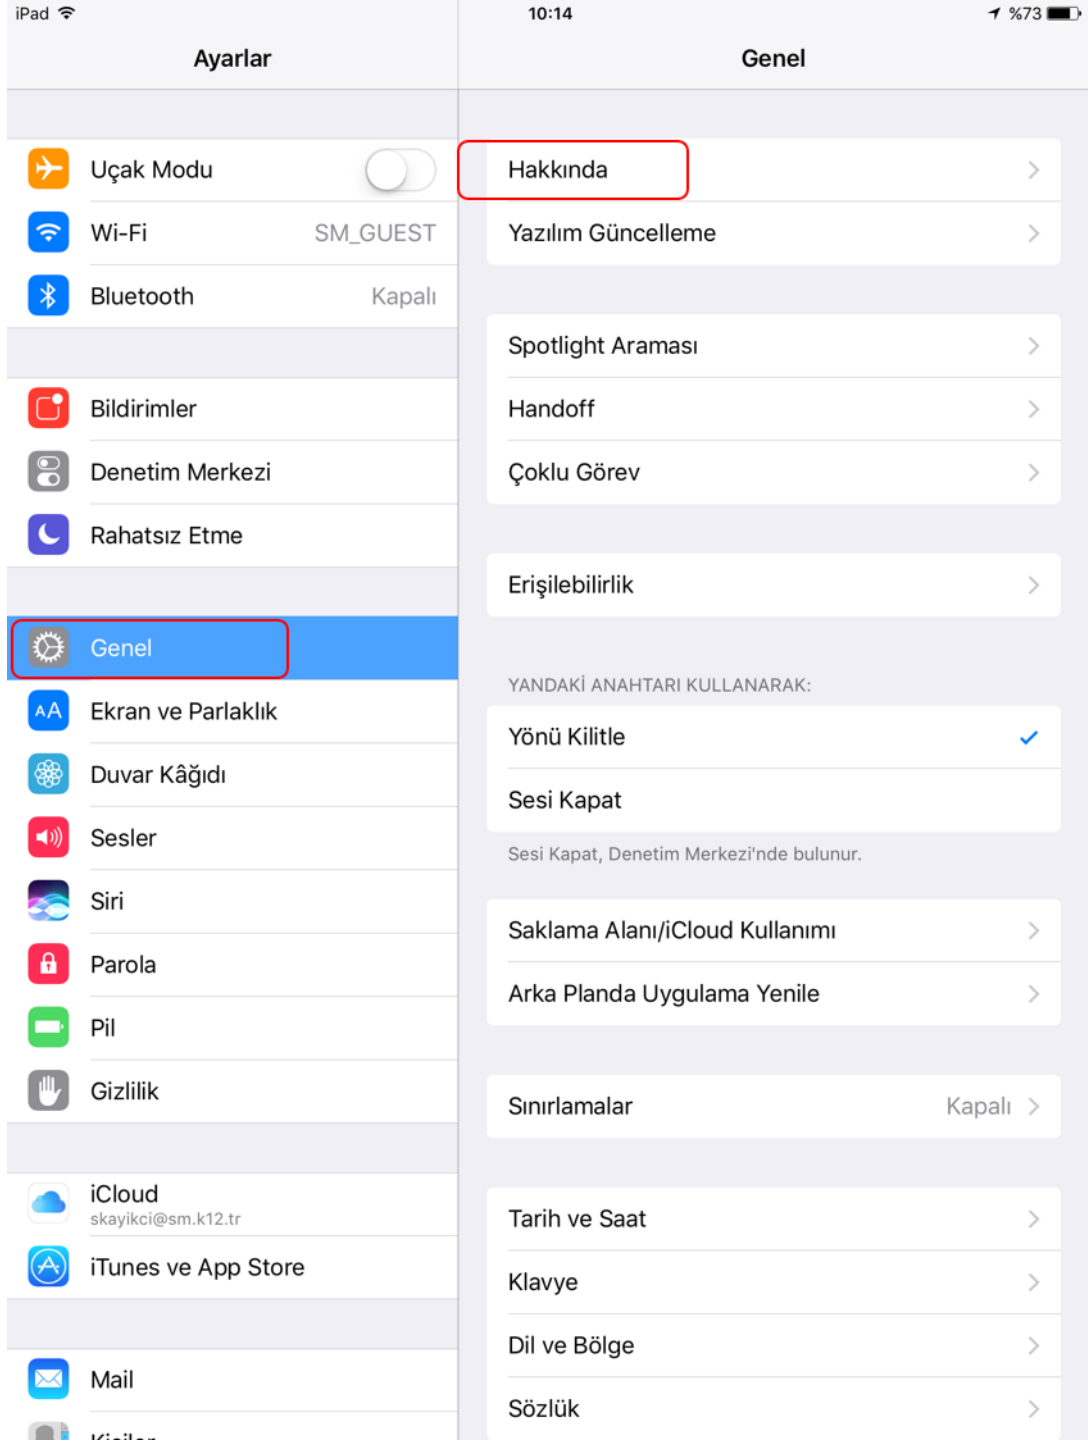 iPad
10:14
%73
Ayarlar
Uçak Modu
Wi-Fi
SM_GUEST
Bluetooth
Kapalı
Bildirimler
Denetim Merkezi
Rahatsız Etme
Genel
AA
Ekran ve Parlaklık
Duvar Kâğıdı
Sesler
Siri
Parola
Pil
Gizlilik
iCloud
skayikci@sm.k12.tr
iTunes ve App Store
Mail
Genel
Hakkında
Yazılım Güncelleme
Spotlight Araması
Handoff
Çoklu Görev
Erişilebilirlik
YANDAKİ ANAHTARI KULLANARAK:
Yönü Kilitle
Sesi Kapat
Sesi Kapat, Denetim Merkezi'nde bulunur.
Saklama Alanı/iCloud Kullanımı
Arka Planda Uygulama Yenile
Sınırlamalar
Kapalı
Tarih ve Saat
Klavye
Dil ve Bölge
Sözlük